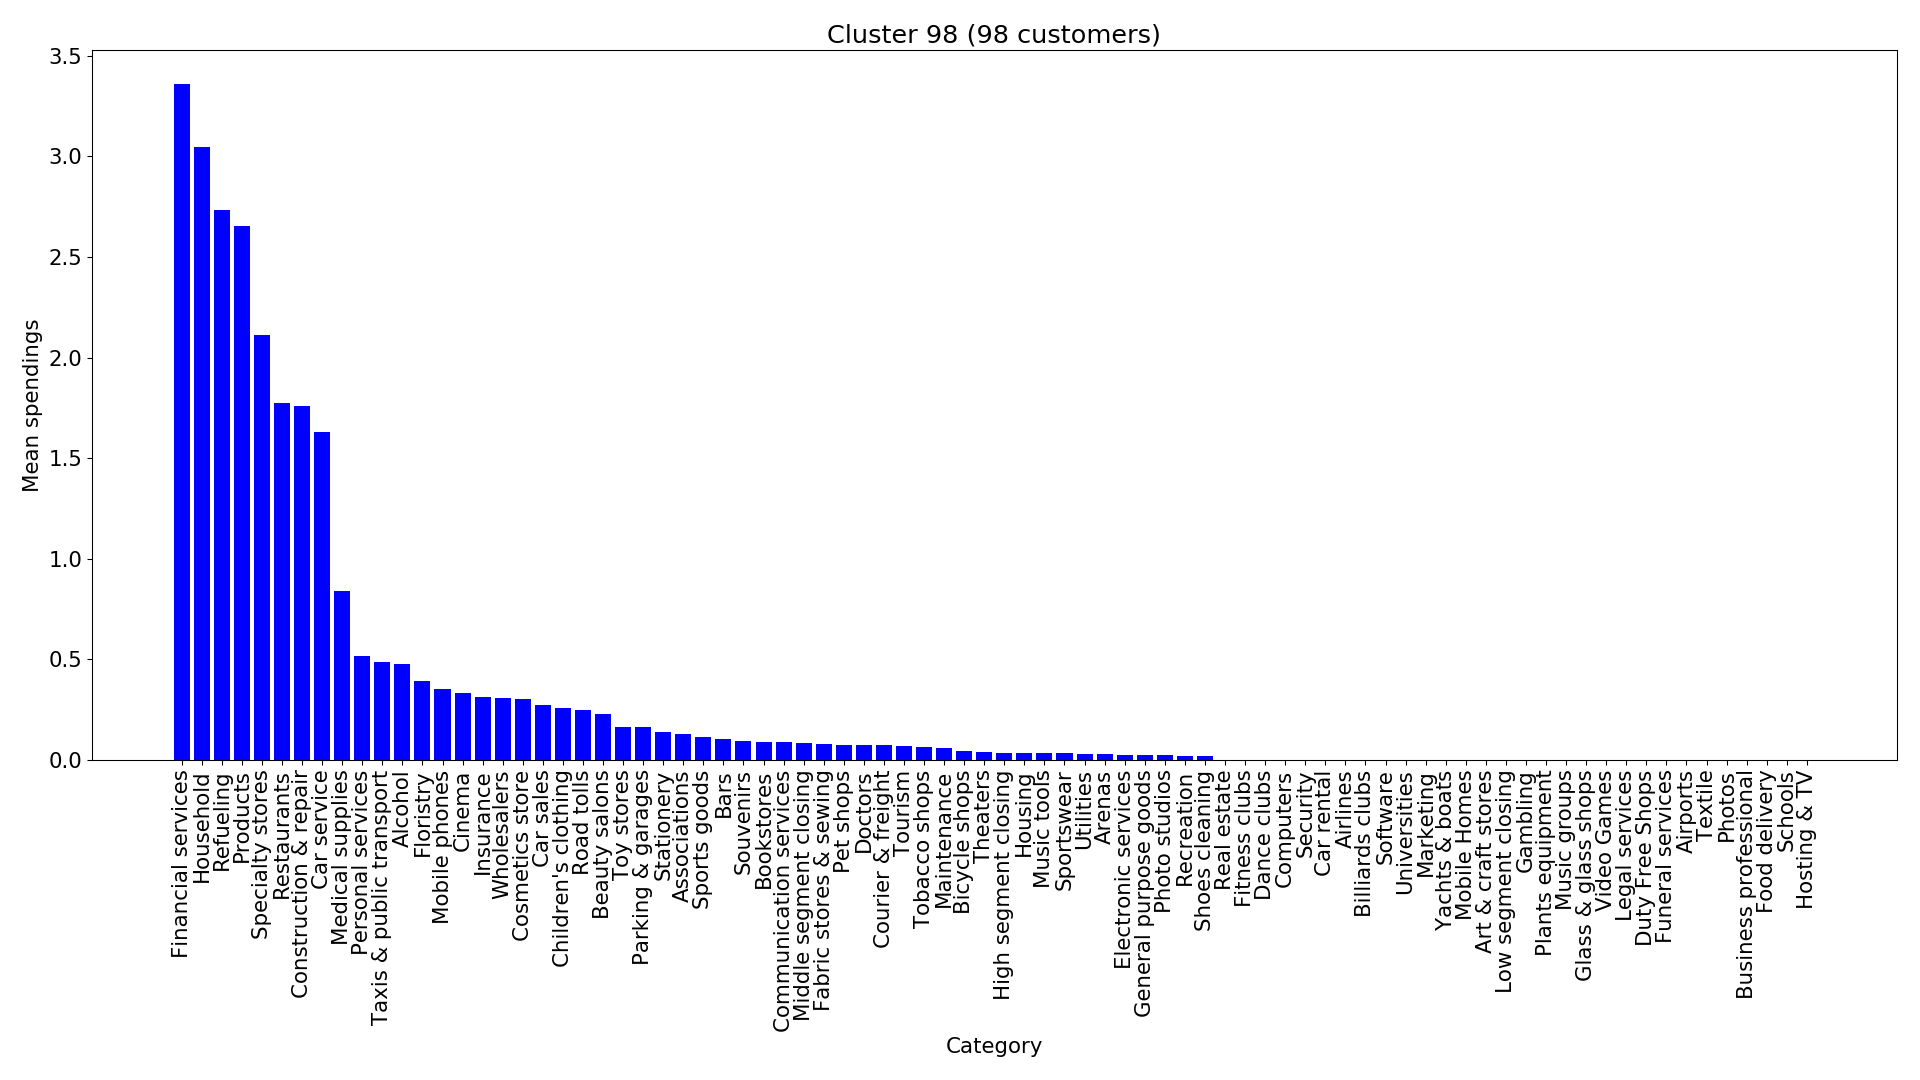 Cluster 98 (98 customers)
3.5
3.0
2.5
2.0
1.5
1.0
0.5
0.0
Mean spendings
Financial services
Household
Refueling
Products
Specialty stores
Restaurants
Construction & repair
Car service
Medical supplies
Personal services
Taxis & public transport
Alcohol
Floristry
Mobile phones
Cinema
Insurance
Wholesalers
Cosmetics store
Car sales
Children's clothing
Road tolls
Beauty salons
Toy stores
Parking & garages
Stationery
Associations
Sports goods
Bars
Souvenirs
Bookstores
Communication services
Middle segment closing
Fabric stores & sewing
Pet shops
Doctors
Courier & freight
Tourism
Tobacco shops
Maintenance
Bicycle shops
Theaters
High segment closing
Housing
Music tools
Sportswear
Utilities
Arenas
Electronic services
General purpose goods
Photo studios
Recreation
Shoes cleaning
Real estate
Fitness clubs
Dance clubs
Computers
Security
Car rental
Airlines
Billiards clubs
Software
Universities
Marketing
Yachts & boats
Mobile Homes
Art & craft stores
Low segment closing
Gambling
Plants equipment
Music groups
Glass & glass shops
Video Games
Legal services
Duty Free Shops
Funeral services
Airports
Textile
Photos
Business professional
Food delivery
Schools
Hosting & TV
Category